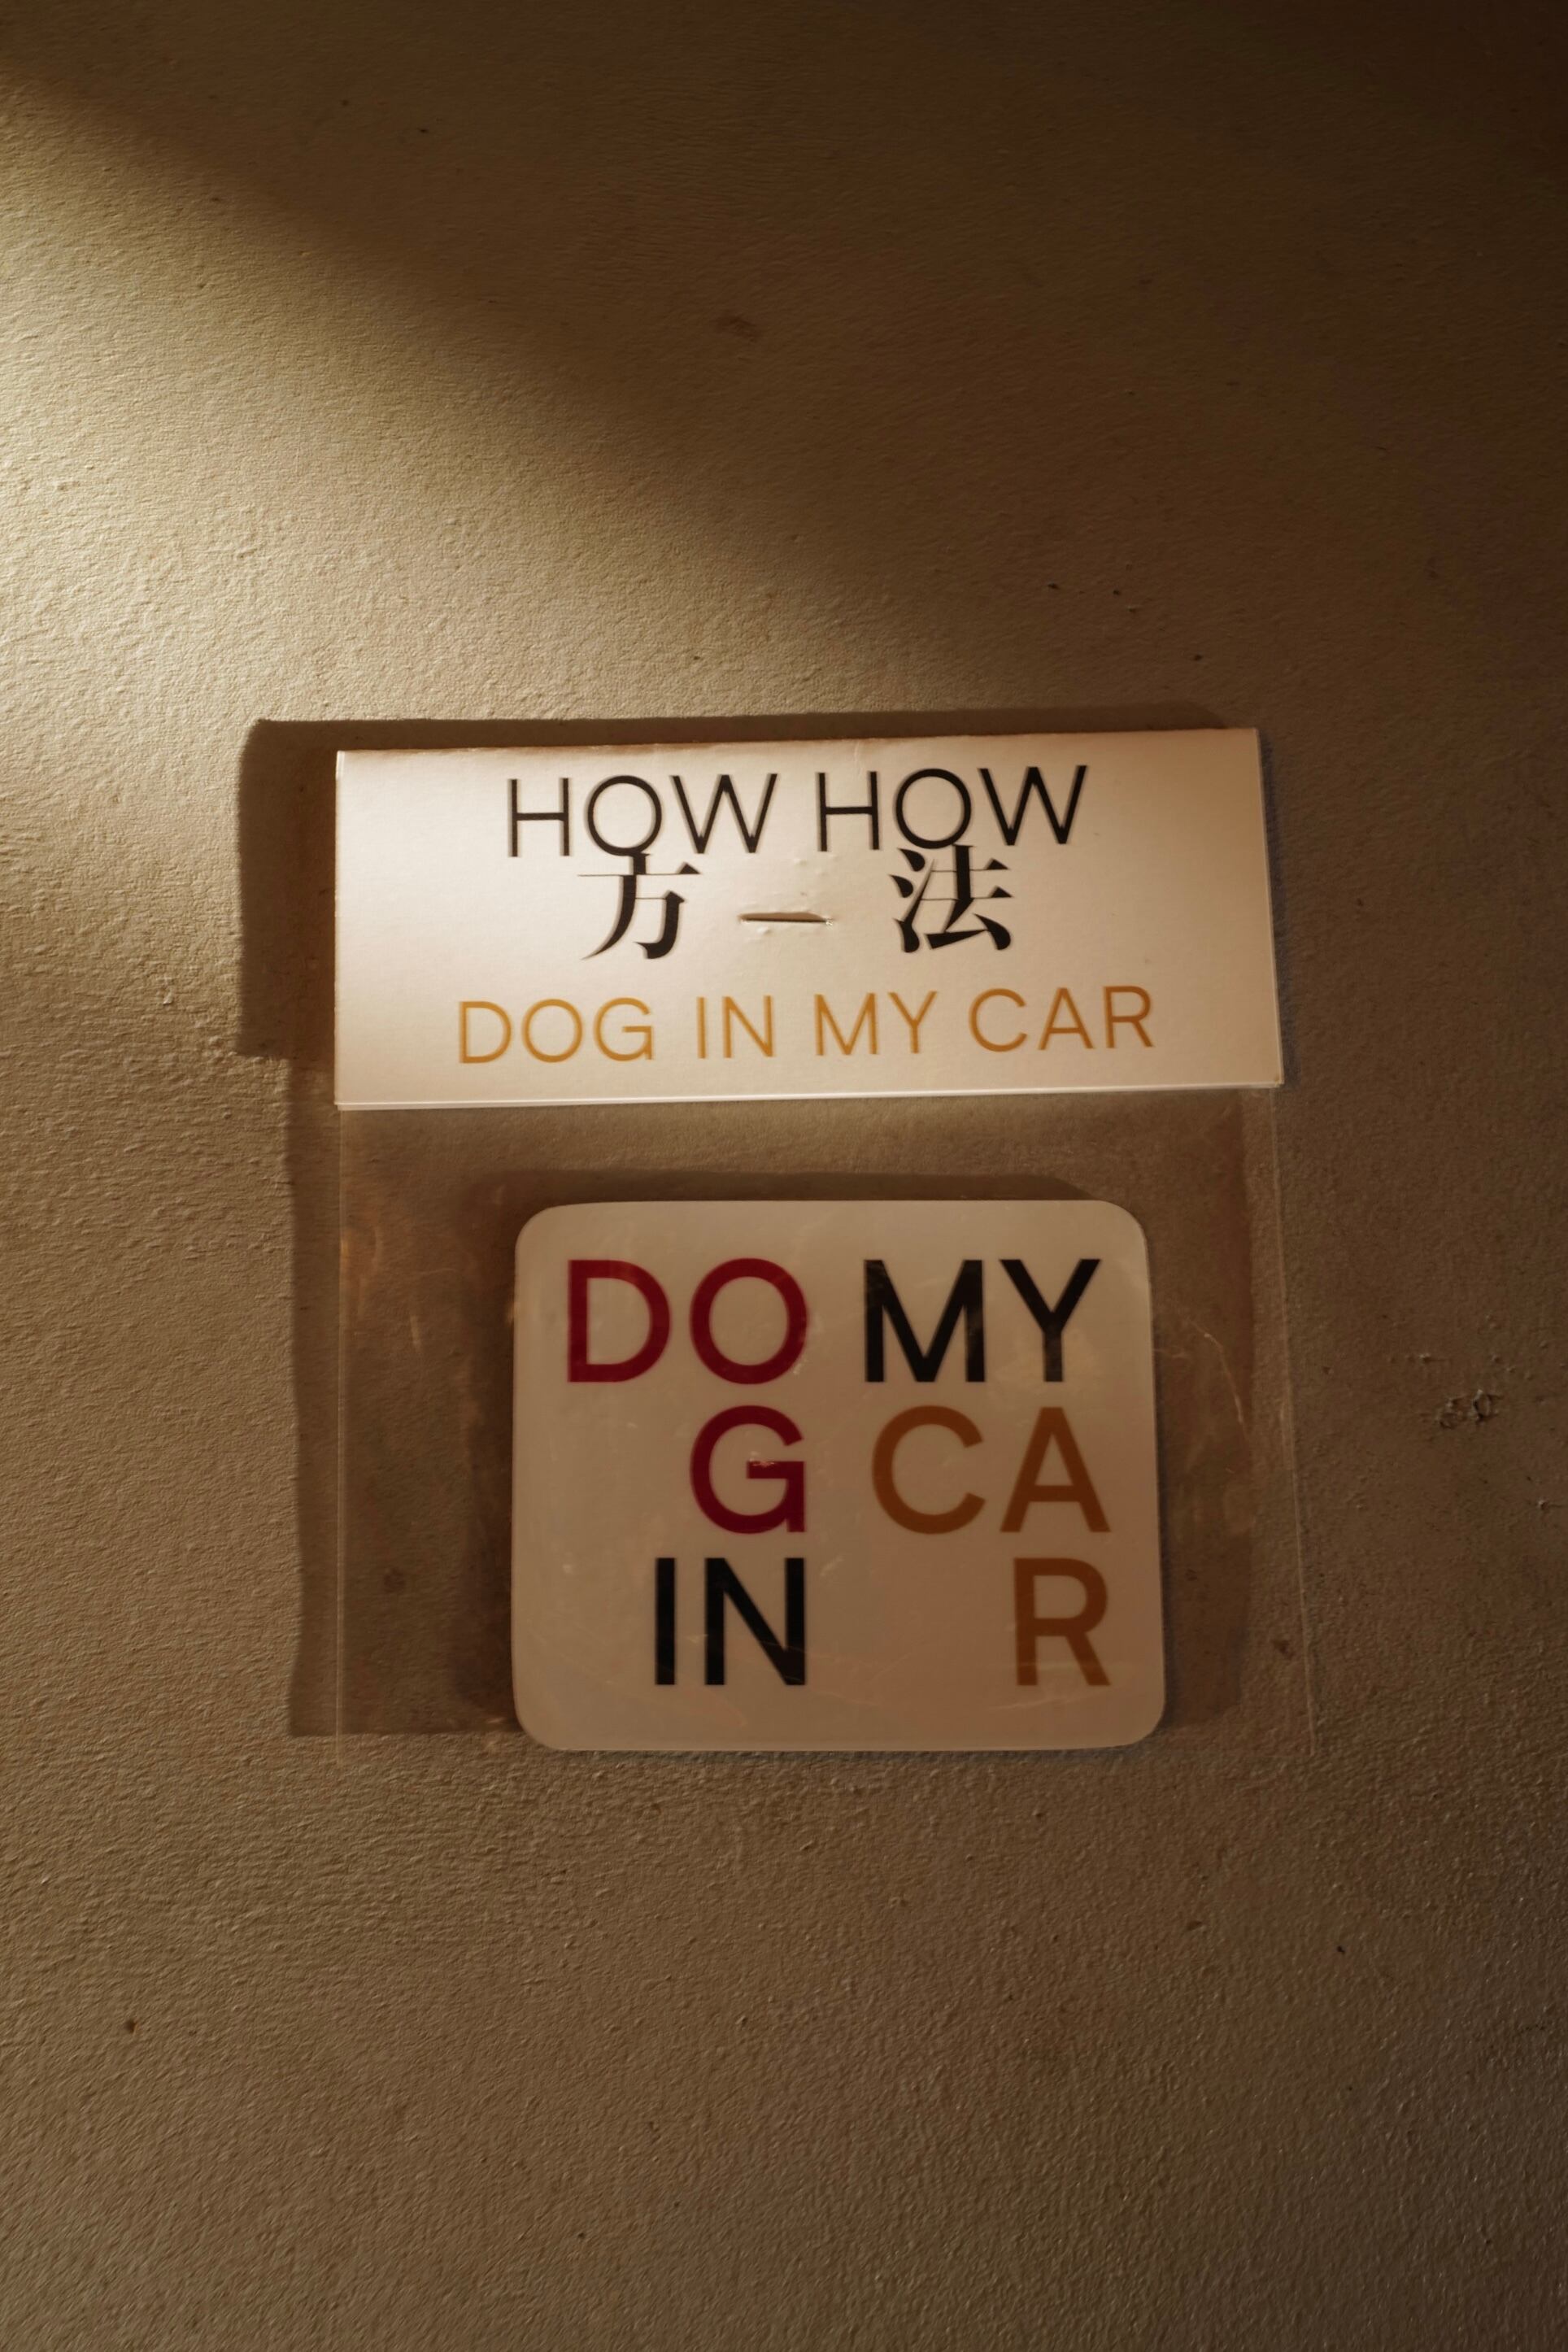 HOW HOW
方 法
DOG IN MY CAR
DO MY
G CA
IN R